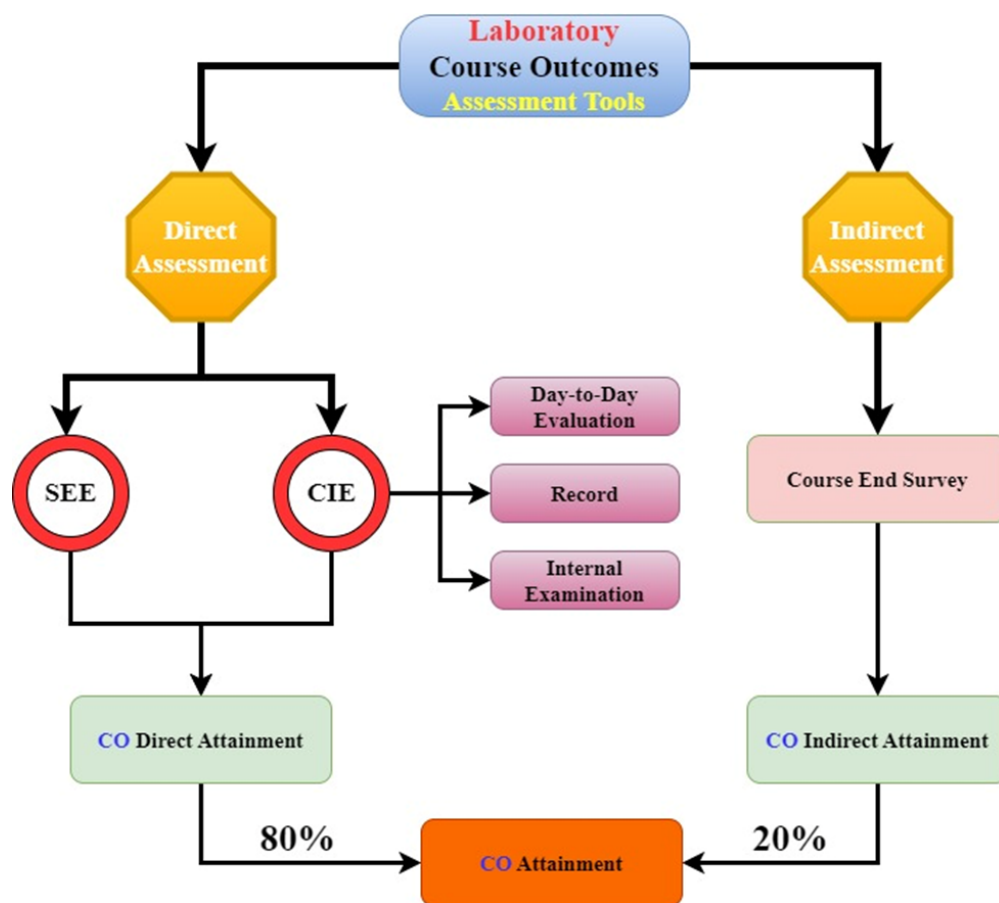 Laboratory
Course Outcomes
Assessment Tools
Direct
Assessment
Indirect
Assessment
SEE
CIE
Day-to-Day
Evaluation
Record
Internal
Examination
Course End Survey
CO Direct Attainment
CO Indirect Attainment
80%
20%
CO Attainment